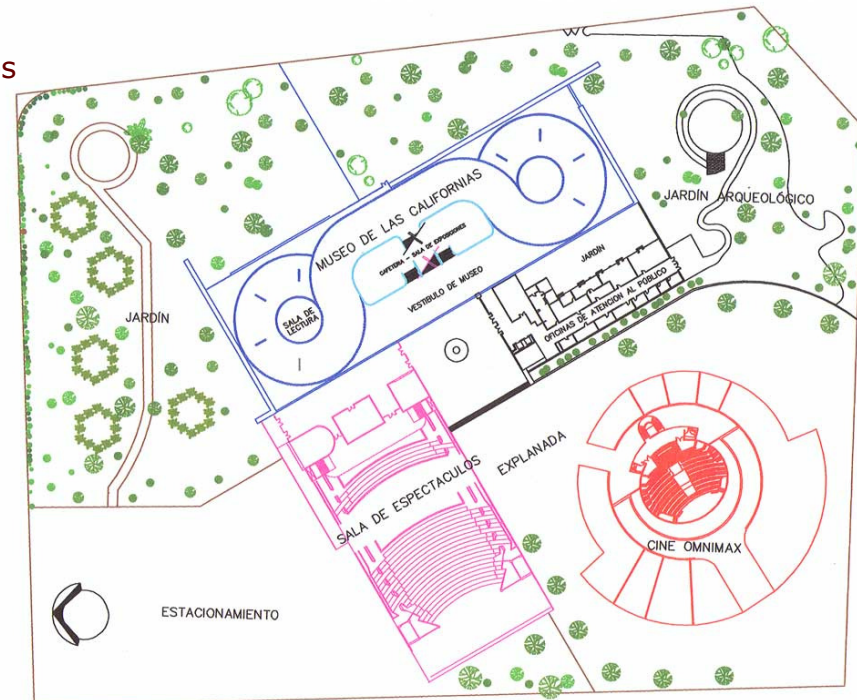 s
MUSEO DE LAS CALIFORNIAS
JARDÍN ARQUEOLÓGICO
CAFETERIA - SALA DE EXPOSICIONES
JARDÍN
VESTIBULO DE MUSEO
SALA DE
LECTURA
JARDÍN
OFICINAS DE ATENCION AL PÚBLICO
EXPLANADA
SALA DE ESPECTACULOS
CINE OMNIMAX
ESTACIONAMIENTO